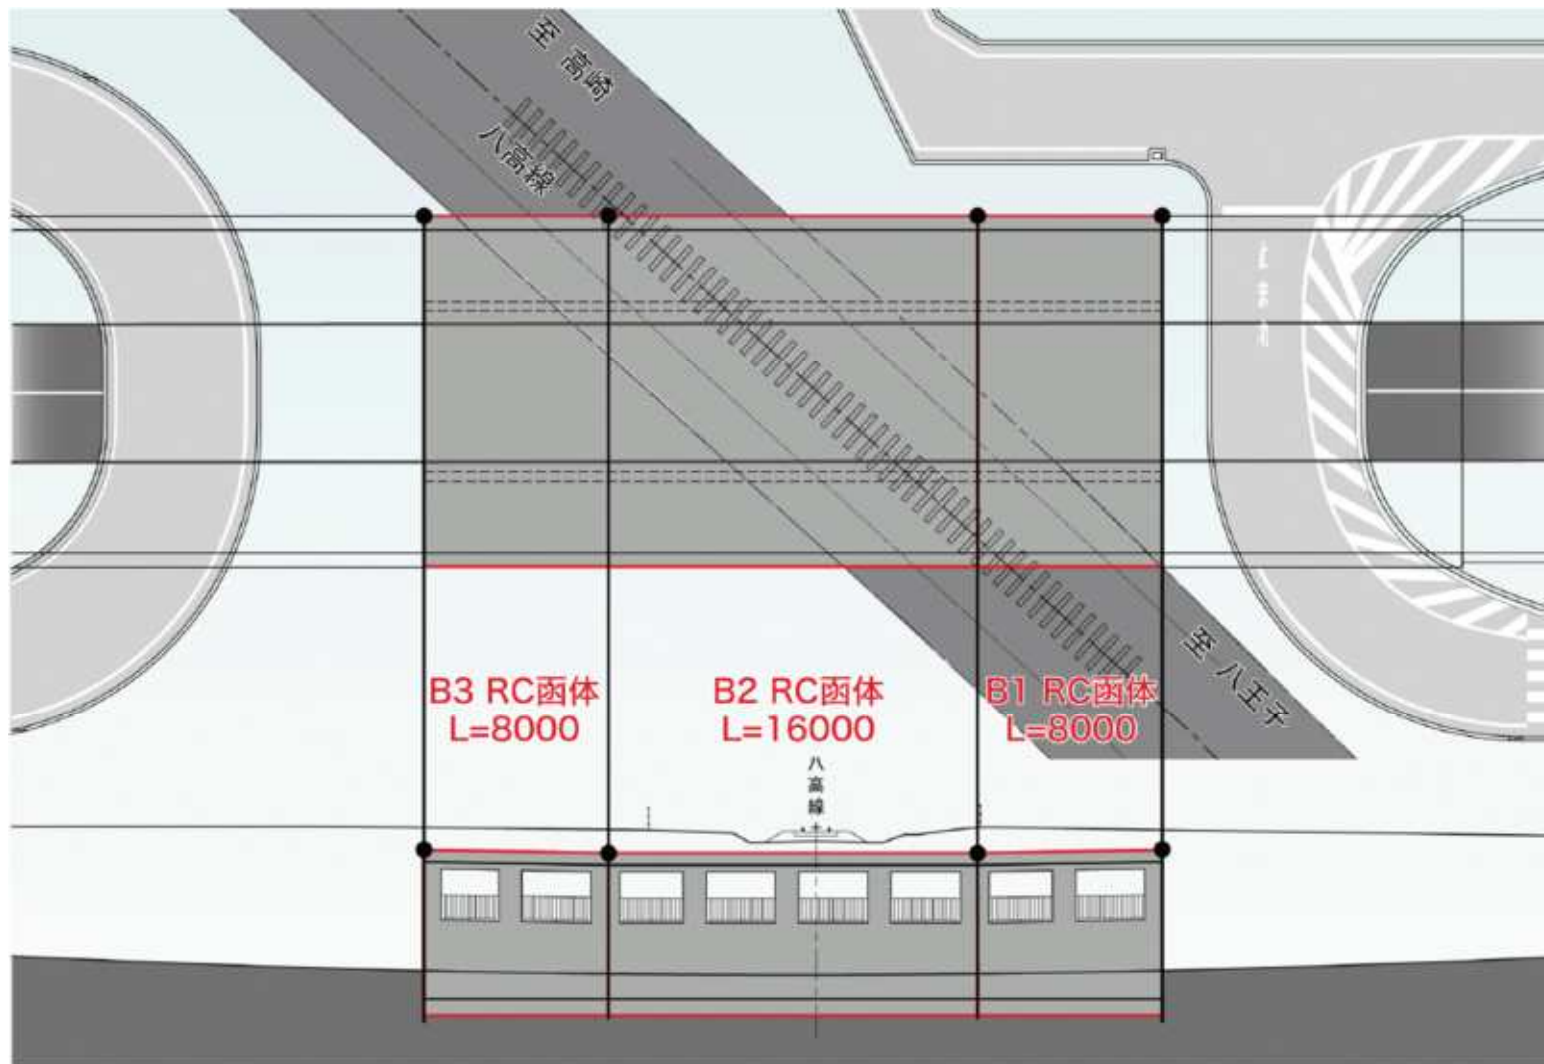 至 高崎
八高線
B3 RC函体
L=8000
B2 RC函体
L=16000
B1 RC函体
L=8000
至 八王子
八高線